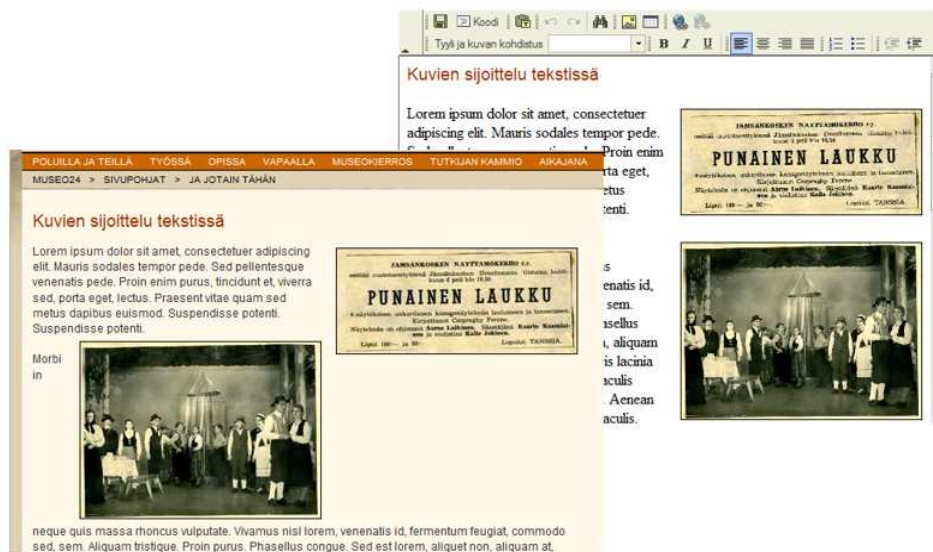 Koodi
Tyyli ja kuvan kohdistus
B I U
Kuvien sijoittelu tekstissä
Lorem ipsum dolor sit amet, consectetuer
adipiscing elit. Mauris sodales tempor pede.
Proin enim
rta eget,
etus
tenti.
enatis id,
sem.
asellus
, aliquam
is lacinia
aculis
. Aenean
aculis.
JAMSANKOSKEN NAYTTAMOKERHO r.y.
PUNAINEN LAUKKU
POLUILLA JA TEILLÄ TYÖSSÄ OPISSA VAPAALLA MUSEOKIERROS TUTKIJAN KAMMIO AIKAJANA
MUSEO24 > SIVUPOHJAT > JA JOTAIN TÄHÄN
Kuvien sijoittelu tekstissä
Lorem ipsum dolor sit amet, consectetuer adipiscing
elit. Mauris sodales tempor pede. Sed pellentesque
venenatis pede. Proin enim purus, tincidunt et, viverra
sed, porta eget, lectus. Praesent vitae quam sed
metus dapibus euismod. Suspendisse potenti.
Suspendisse potenti.
JAMSANKOSKEN NAYTTAMOKERHO r.y.
PUNAINEN LAUKKU
Morbi
in
neque quis massa rhoncus vulputate. Vivamus nisl lorem, venenatis id, fermentum feugiat, commodo
sed, sem. Aliquam tristique. Proin purus. Phasellus congue. Sed est lorem, aliquet non, aliquam at,